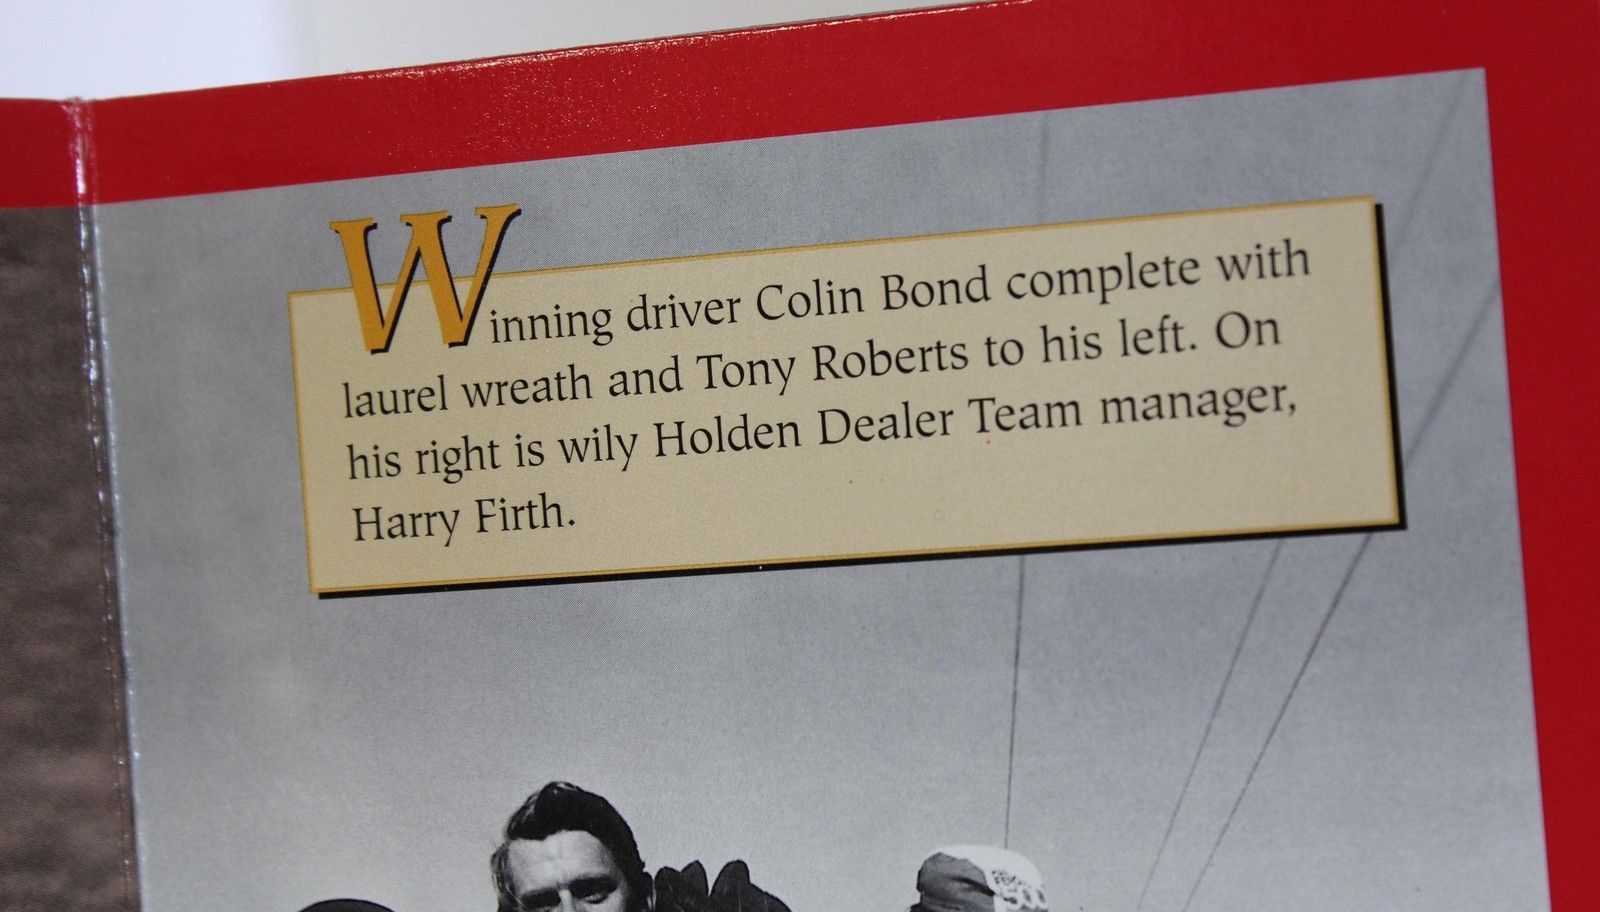 Winning driver Colin Bond complete with
laurel wreath and Tony Roberts to his left. On
his right is wily Holden Dealer Team manager,
Harry Firth.
500